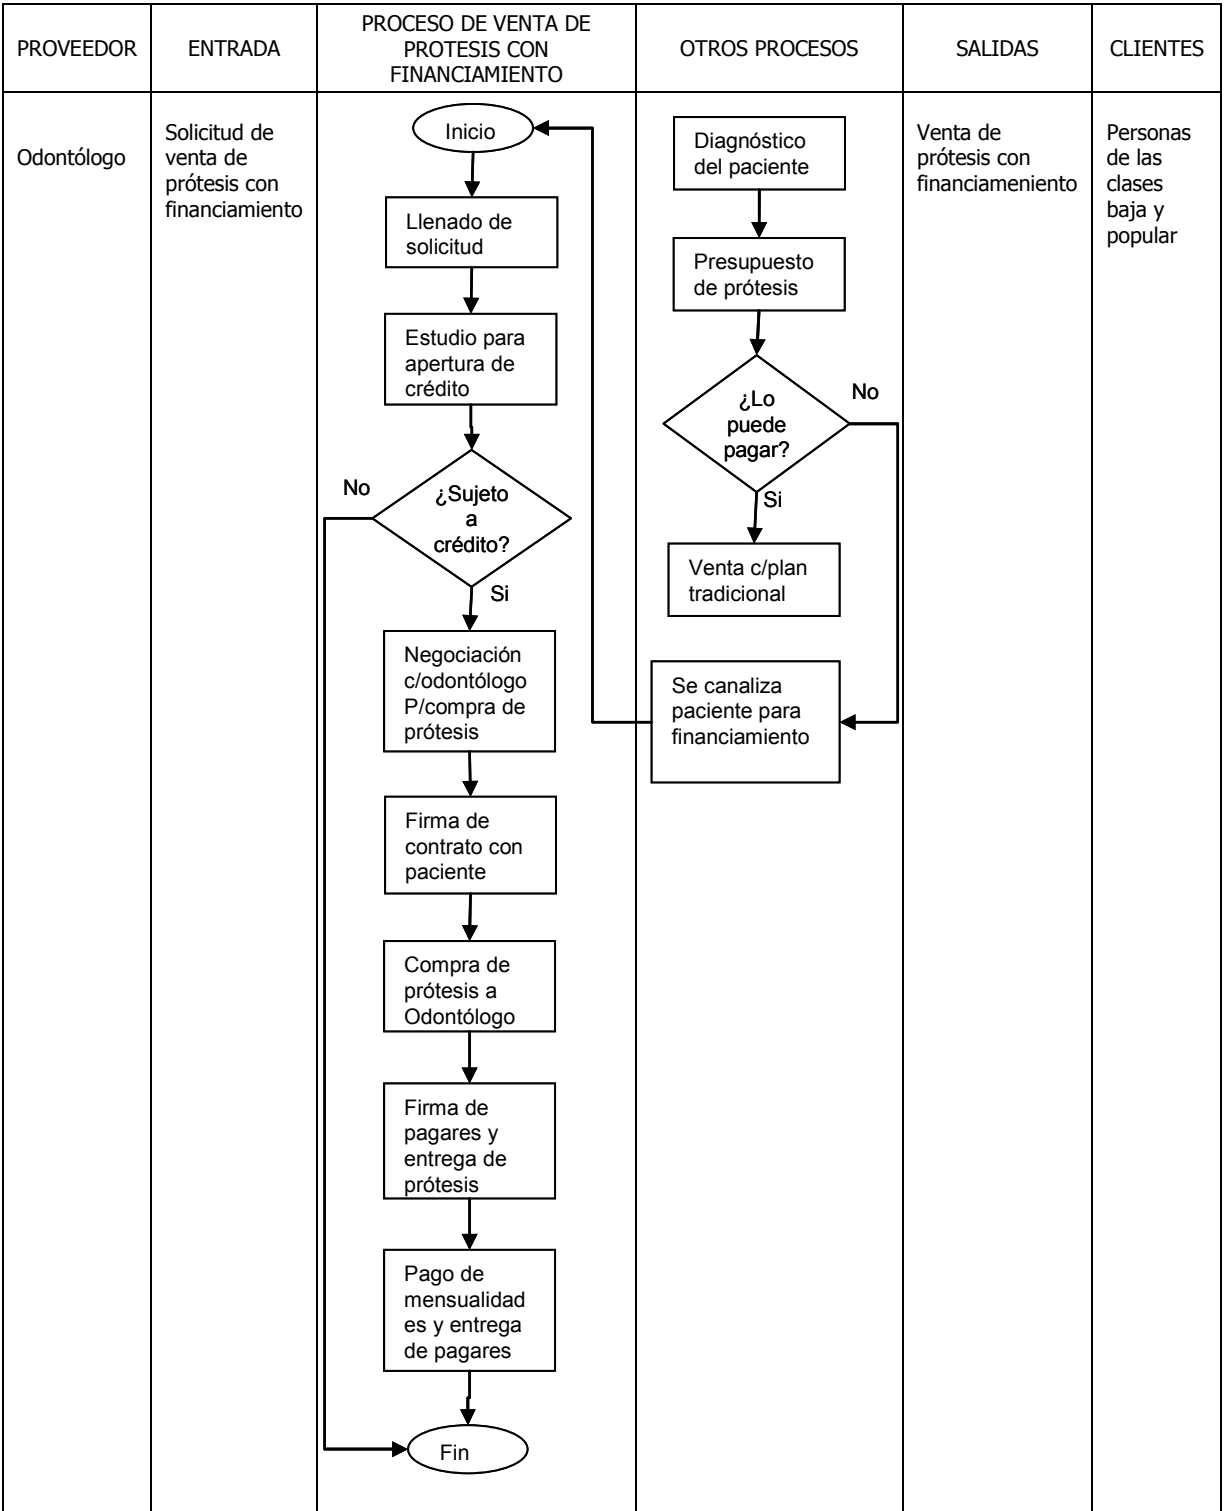 PROVEEDOR
ENTRADA
PROCESO DE VENTA DE
PROTESIS CON
FINANCIAMIENTO
OTROS PROCESOS
SALIDAS
CLIENTES
Odontólogo
Solicitud de
venta de
prótesis con
financiamiento
Inicio
Llenado de
solicitud
Estudio para
apertura de
crédito
No
¿Sujeto
a
crédito?
Si
Negociación
c/odontólogo
P/compra de
prótesis
Firma de
contrato con
paciente
Compra de
prótesis a
Odontólogo
Firma de
pagares y
entrega de
prótesis
Pago de
mensualidad
es y entrega
de pagares
Fin
Diagnóstico
del paciente
Presupuesto
de prótesis
¿Lo
puede
pagar?
No
Si
Venta c/plan
tradicional
Se canaliza
paciente para
financiamiento
Venta de
prótesis con
financiameniento
Personas
de las
clases
baja y
popular